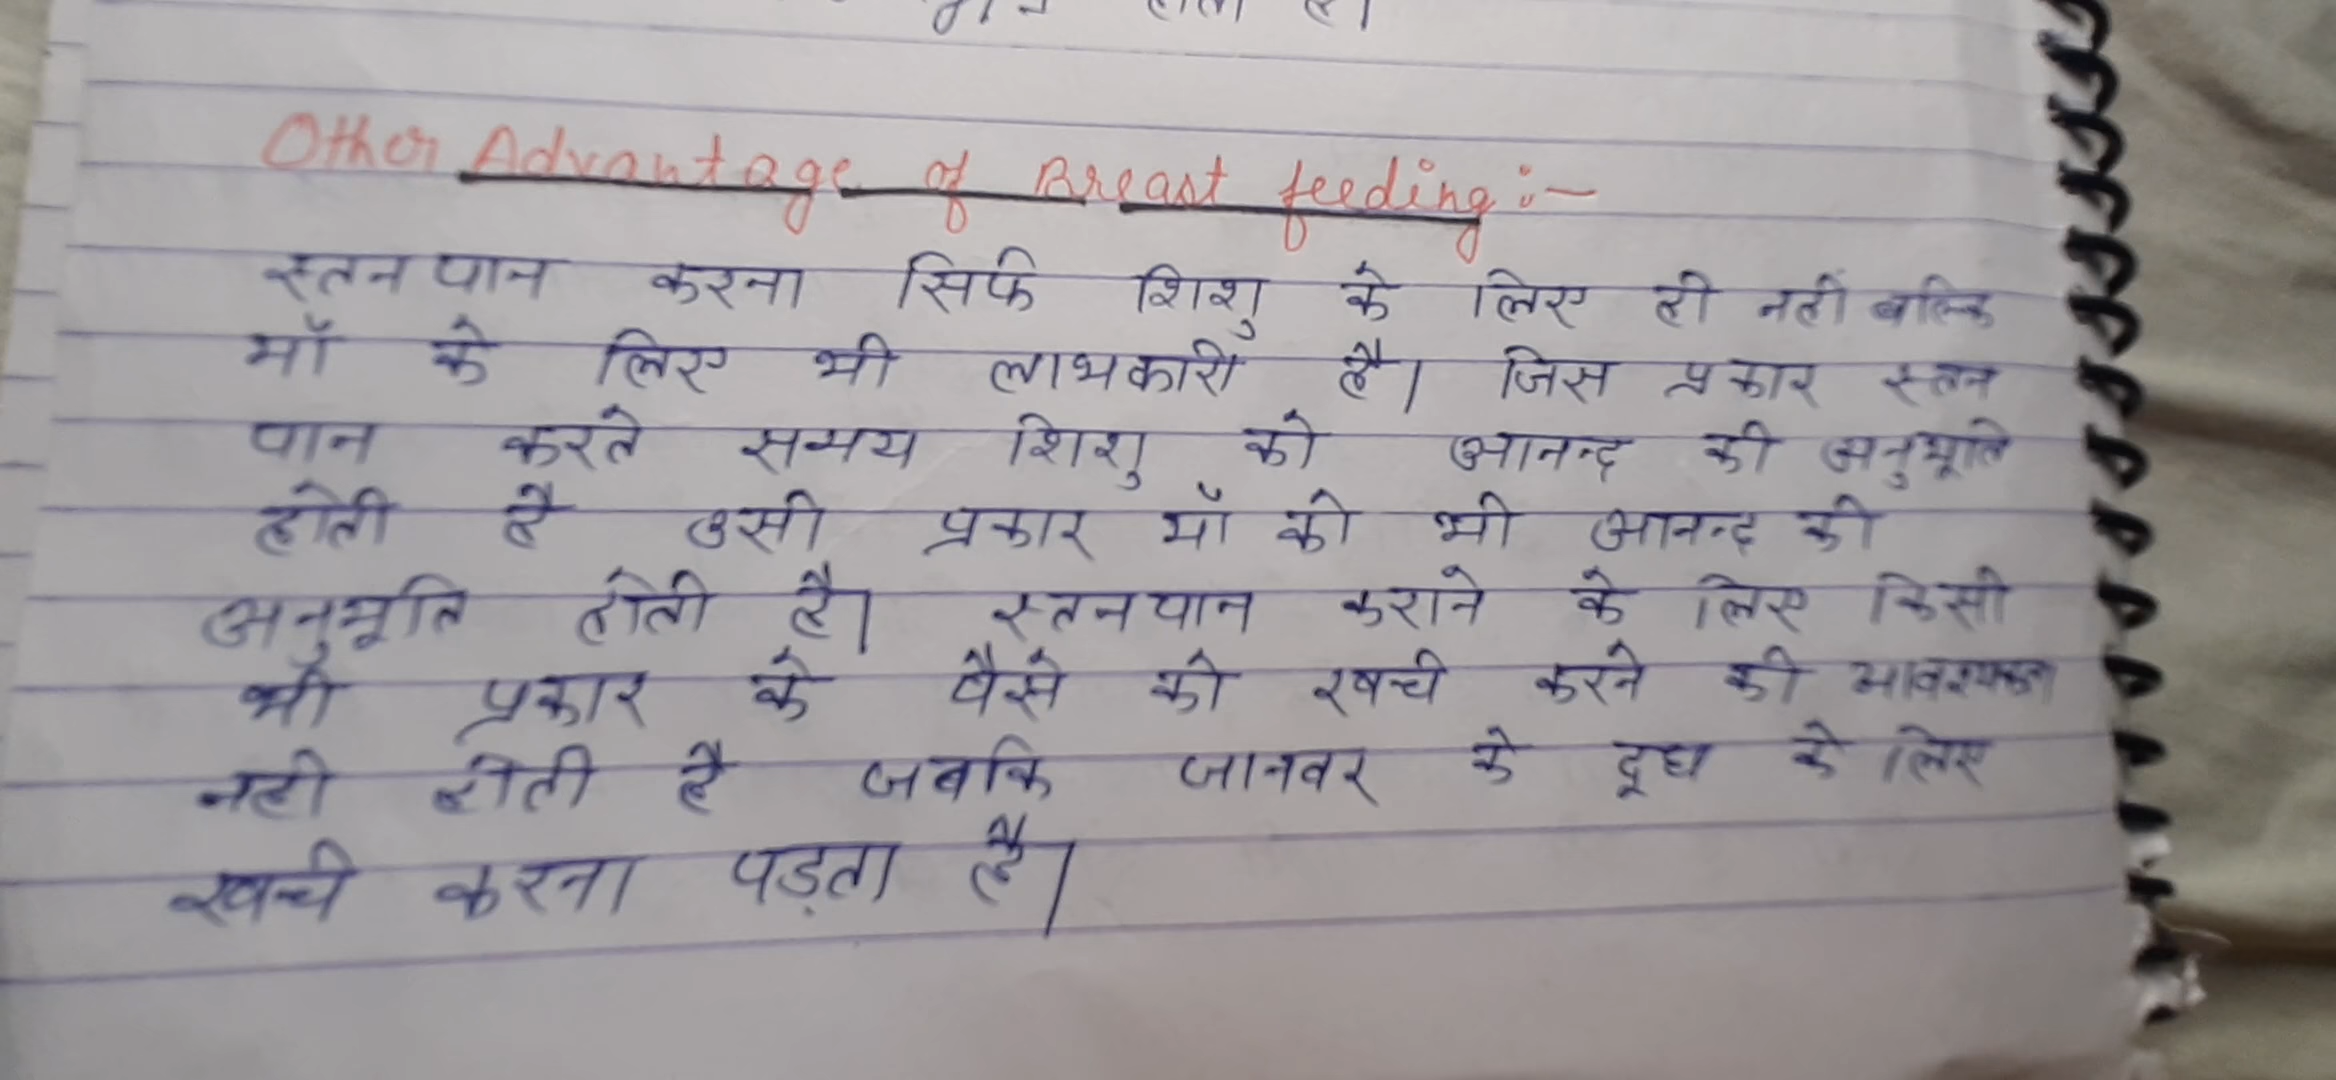 होता है।
Other Advantage of Breast feeding :-
स्तनपान करना सिर्फ शिशु के लिए ही नहीं बल्कि
माँ के लिए भी लाभकारी है। जिस प्रकार स्तन
पान करते समय शिशु को आनन्द की अनुभूति
होती है उसी प्रकार माँ को भी आनन्द की
अनुभूति होती है। स्तनपान कराने के लिए किसी
भी प्रकार के पैसे को खर्च करने की आवश्यकता
नही होती है जबकि जानवर के दूध के लिए
खर्च करना पड़ता है।